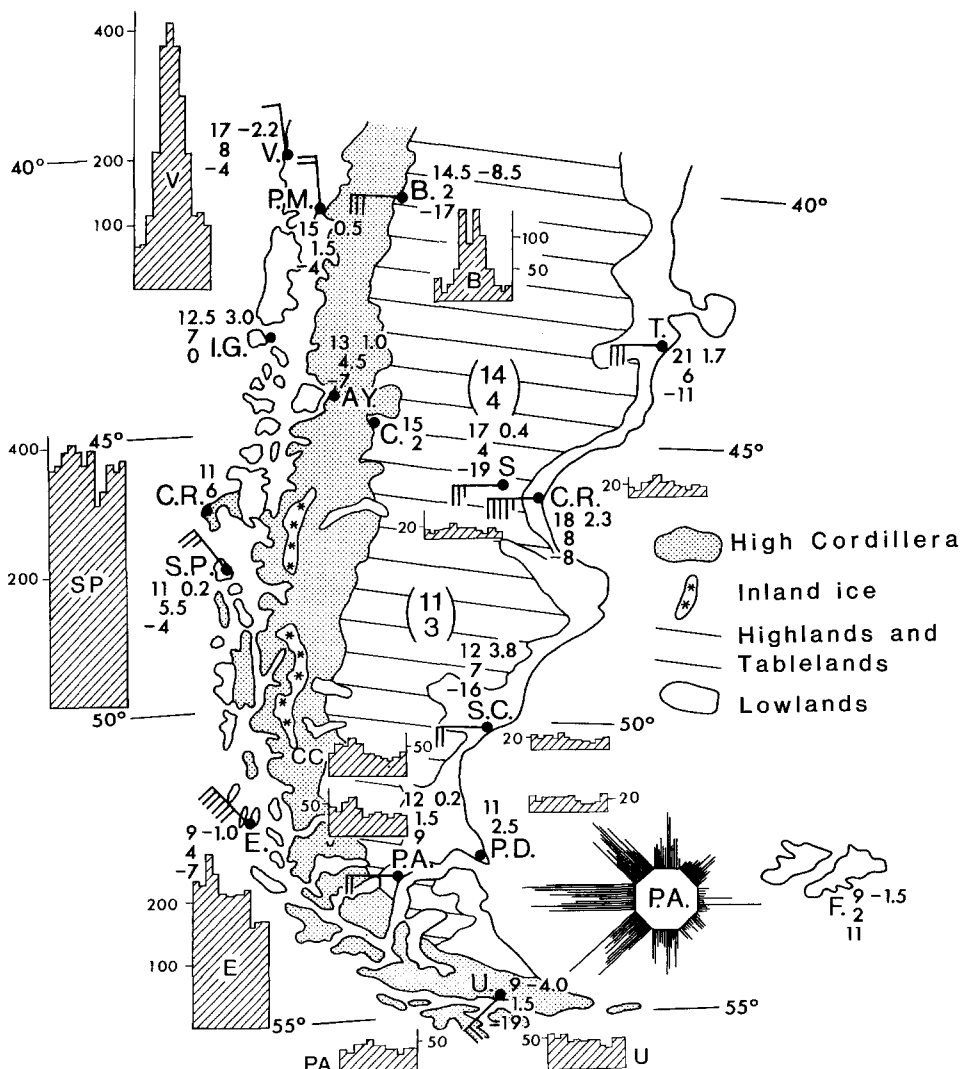 400
200
100
V
40°
17 -2.2
8
-4
V.
P.M.
15 0.5
1.5
-4
14.5 -8.5
B. 2
-17
100
50
B
40°
12.5 3.0
7
0 I.G.
13 1.0
4.5
-7
AY.
T.
21 1.7
6
-11
(14
4)
C. 15
2
17 0.4
4
-19 S
45°
400
45°
11
6
C.R.
C.R.
18 2.3
8
-8
20
20
200
SP
S.P.
11 0.2
5.5
-4
(11
3)
12 3.8
7
-16
S.C.
High Cordillera
Inland ice
Highlands and
Tablelands
Lowlands
50°
50°
CC
50
20
50
20
12 0.2
1.5
9
11
2.5
P.D.
P.A.
E.
9 -1.0
4
-7
200
100
E
P.A.
F. 9 -1.5
2
11
U.
9 -4.0
1.5
55°
55°
PA
50
50
U